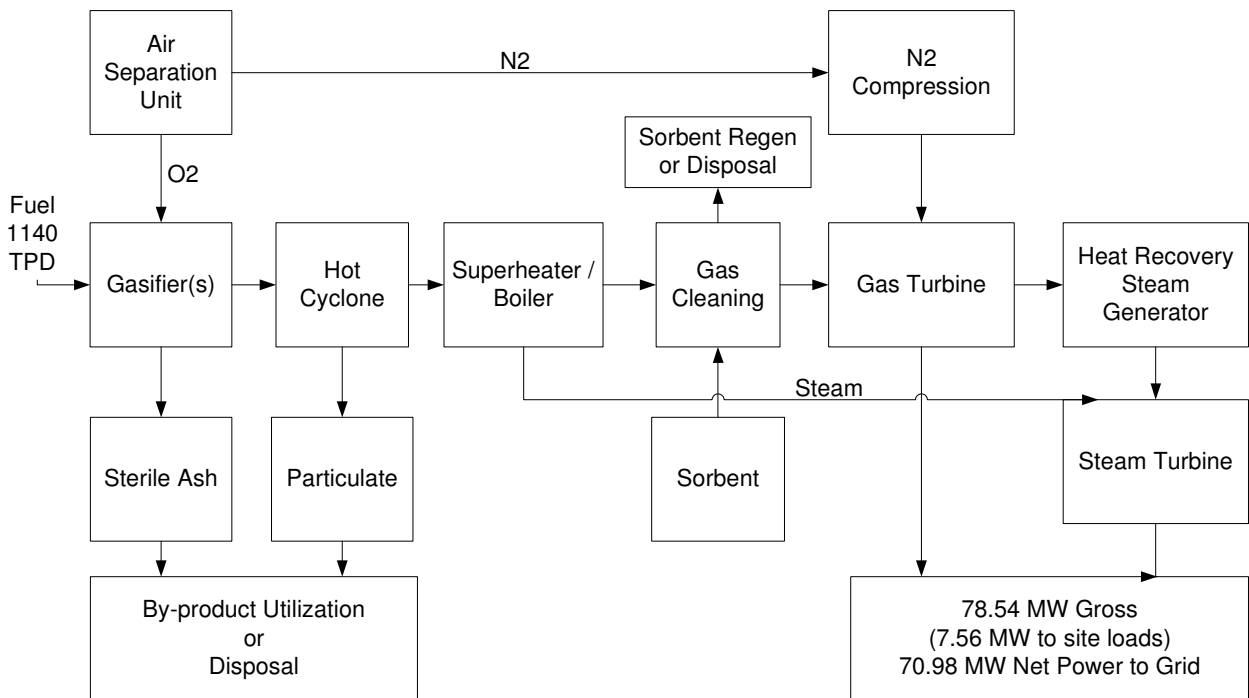 Air
Separation
Unit
N2
N2
Compression
Sorbent Regen
or Disposal
O2
Fuel
1140
TPD
Gasifier(s)
Hot
Cyclone
Superheater /
Boiler
Gas
Cleaning
Gas Turbine
Heat Recovery
Steam
Generator
Steam
Sterile Ash
Particulate
Sorbent
Steam Turbine
By-product Utilization
or
Disposal
78.54 MW Gross
(7.56 MW to site loads)
70.98 MW Net Power to Grid